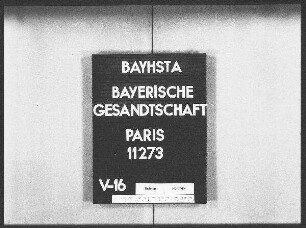 BAYHSTA
BAYERISCHE
GESANDTSCHAFT
PARIS
11273
V-16